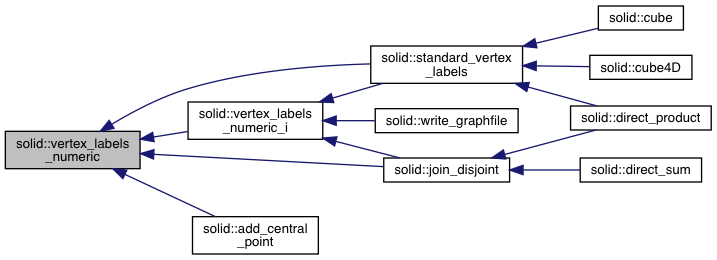 solid::vertex_labels
_numeric
solid::vertex_labels
_numeric_i
solid::add_central
_point
solid::standard_vertex
_labels
solid::write_graphfile
solid::join_disjoint
solid::cube
solid::cube4D
solid::direct_product
solid::direct_sum